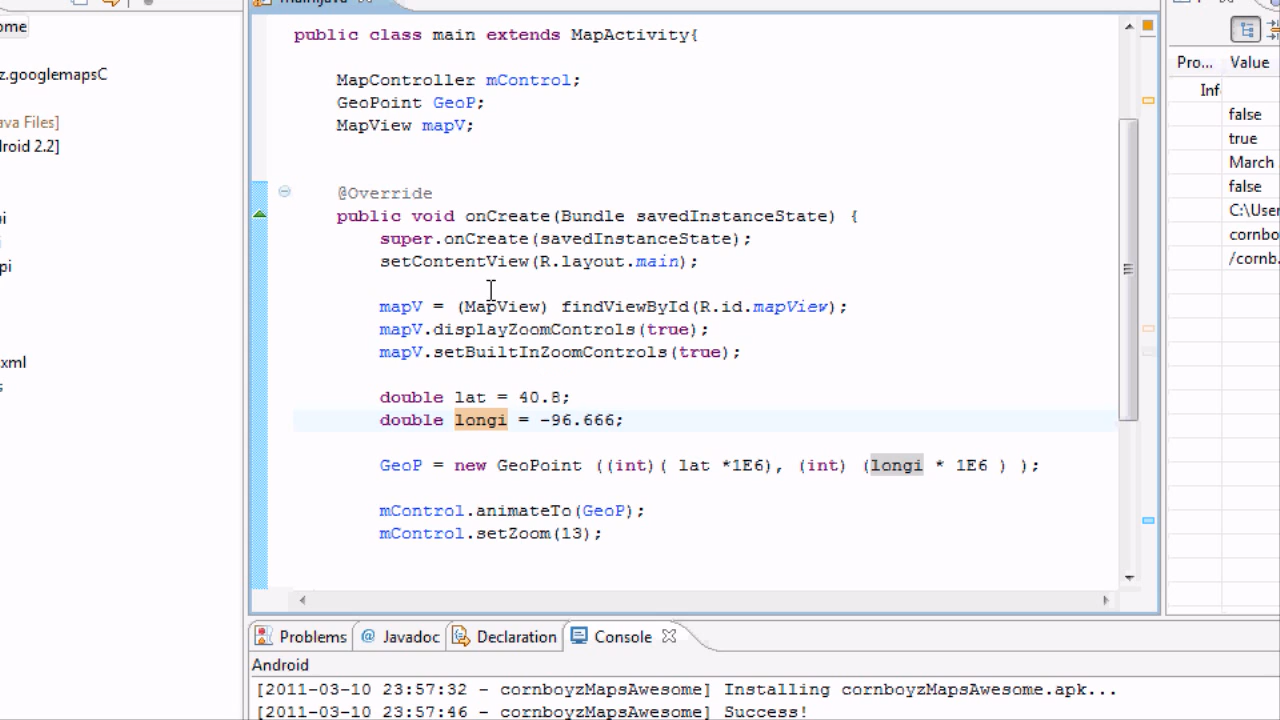 main.java
ome
z.googlemapsC
ava Files]
droid 2.2]
pi
i
pi
xml
s
public class main extends MapActivity{
MapController mControl;
GeoPoint GeoP;
MapView mapV;
@Override
public void onCreate(Bundle savedInstanceState) {
super.onCreate(savedInstanceState);
setContentView(R.layout.main);
mapV = (MapView) findViewById(R.id.mapView);
mapV.displayZoomControls(true);
mapV.setBuiltInZoomControls(true);
double lat = 40.8;
double longi = -96.666;
GeoP = new GeoPoint ((int)( lat *1E6), (int) (longi * 1E6 ) );
mControl.animateTo(GeoP);
mControl.setZoom(13);
Pro... Value
Inf
false
true
March
false
C:\User
cornbo
/cornb.
Problems @ Javadoc Declaration Console
Android
[2011-03-10 23:57:32 - cornboyzMapsAwesome] Installing cornboyzMapsAwesome.apk...
[2011-03-10 23:57:46 - cornboyzMapsAwesome] Success!